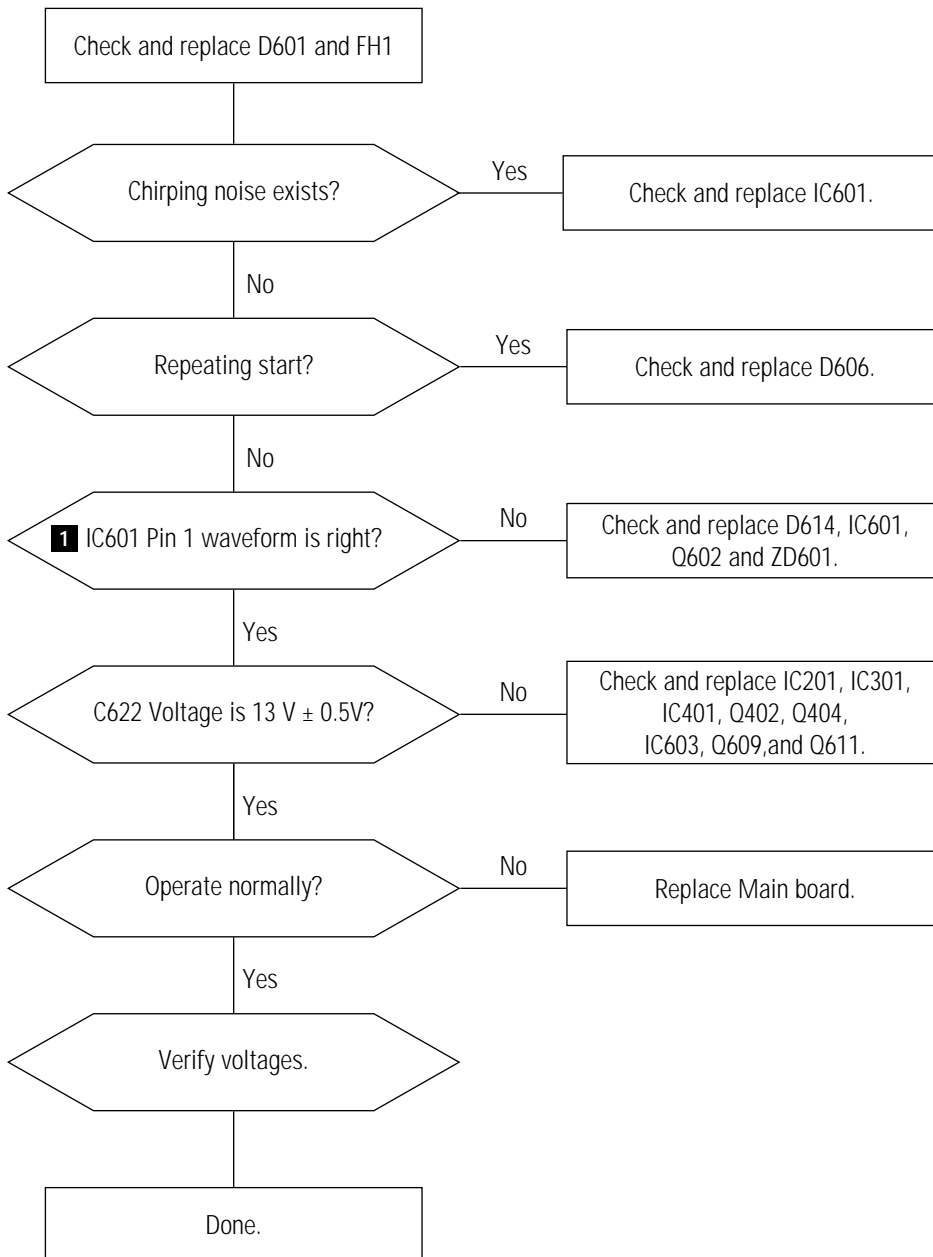 Check and replace D601 and FH1
Chirping noise exists?
Yes
Check and replace IC601.
No
Repeating start?
Yes
Check and replace D606.
No
1 IC601 Pin 1 waveform is right?
No
Check and replace D614, IC601,
Q602 and ZD601.
Yes
C622 Voltage is 13 V ± 0.5V?
No
Check and replace IC201, IC301,
IC401, Q402, Q404,
IC603, Q609,and Q611.
Yes
Operate normally?
No
Replace Main board.
Yes
Verify voltages.
Done.